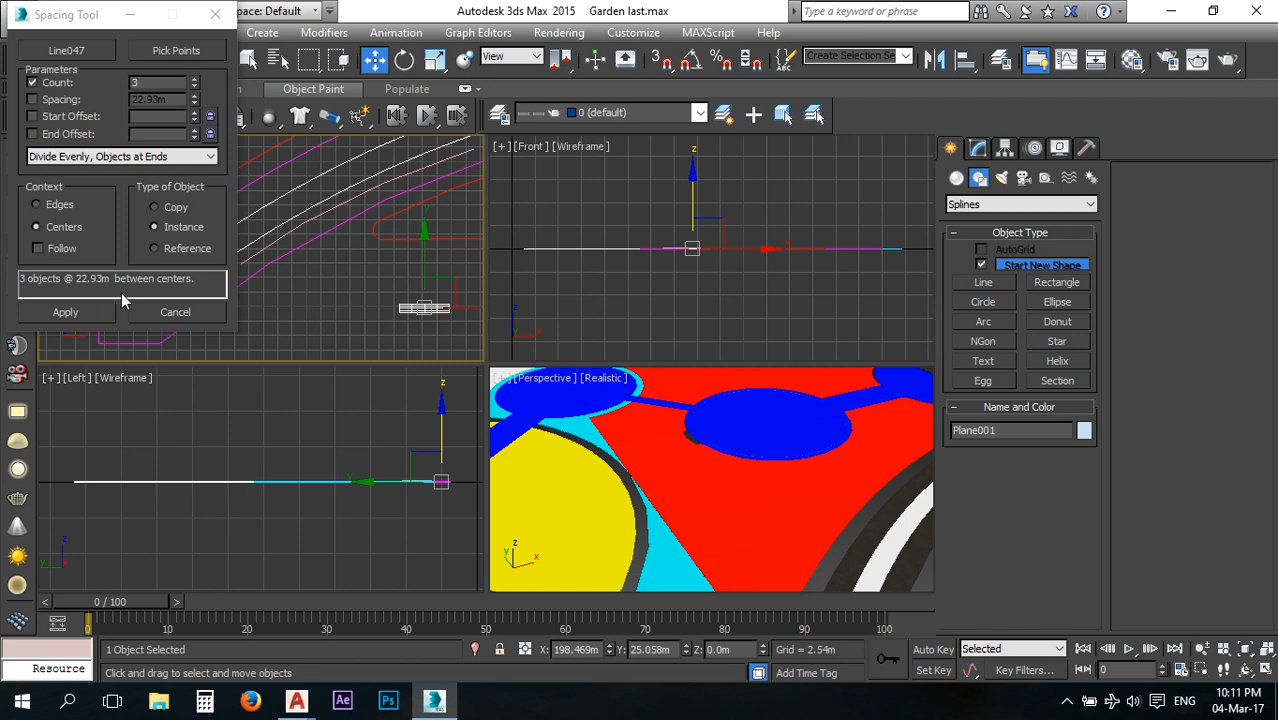 Spacing Tool
Space: Default
Autodesk 3ds Max 2015 Garden last.max
Type a keyword or phrase
Create Modifiers Animation Graph Editors Rendering Customize MAXScript Help
Line047 Pick Points
View
Create Selection Se
Parameters
Count: 3
Spacing: 22.93m
Start Offset:
End Offset:
Divide Evenly, Objects at Ends
Object Paint Populate
0 (default)
Context
Edges
Centers
Follow
Type of Object
Copy
Instance
Reference
3 objects @ 22.93m between centers.
Apply Cancel
[+] [Front ] [Wireframe ]
[+] [Left ] [Wireframe ]
[+] [Perspective ] [Realistic ]
Splines
Object Type
AutoGrid
Start New Shape
Line Rectangle
Circle Ellipse
Arc Donut
NGon Star
Text Helix
Egg Section
Name and Color
Plane001
0 / 100
0 10 20 30 40 50 60 70 80 90 100
1 Object Selected
X: 198.469m Y: 25.058m Z: 0.0m Grid = 2.54m
Auto Key Selected
Resource
Click and drag to select and move objects
Add Time Tag
Set Key Key Filters... 0
ENG
10:11 PM
04-Mar-17